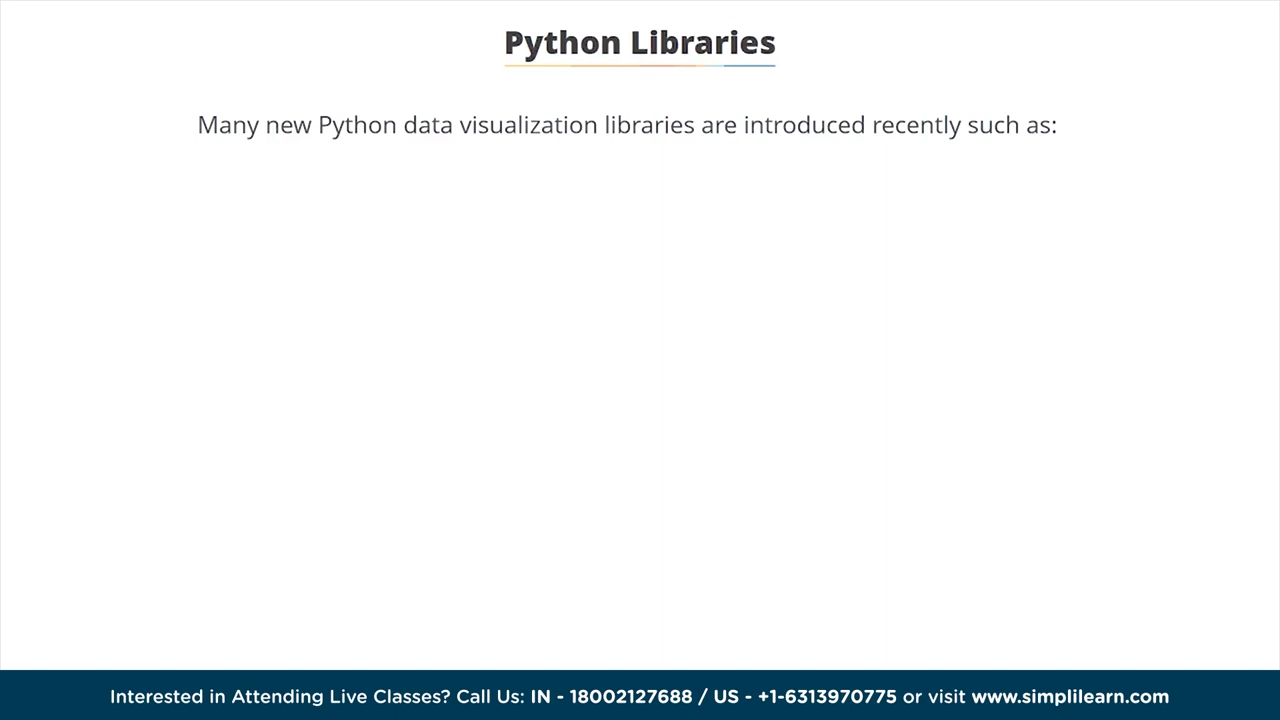 Python Libraries
Many new Python data visualization libraries are introduced recently such as:
Interested in Attending Live Classes? Call Us: IN - 18002127688 / US - +1-6313970775 or visit www.simplilearn.com